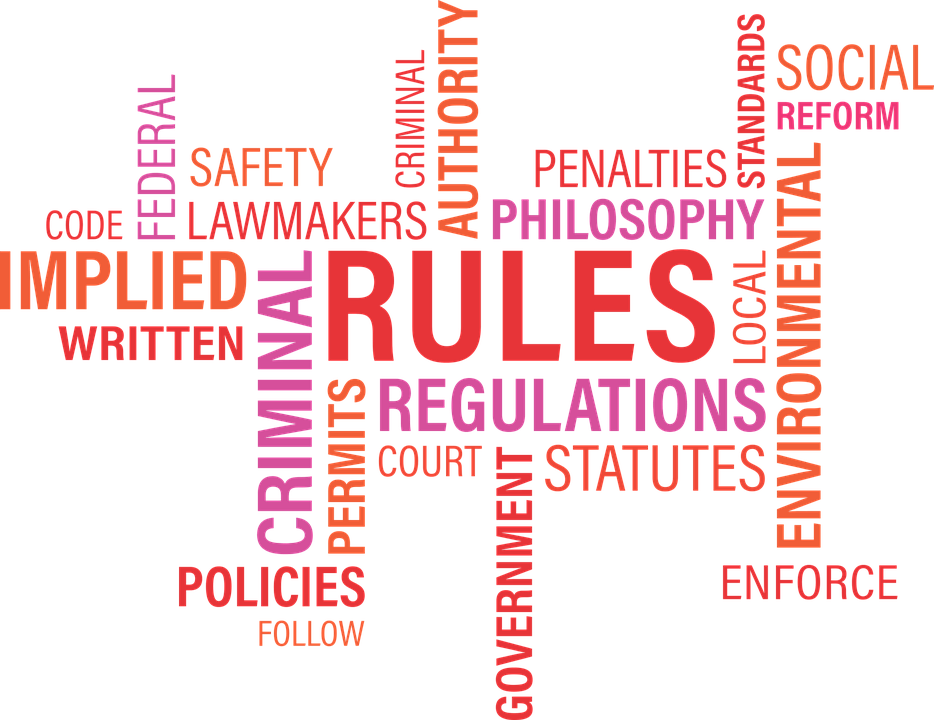 AUTHORITY
STANDARDS
SOCIAL
CRIMINAL
FEDERAL
REFORM
SAFETY
PENALTIES
ENVIRONMENTAL
CODE
LAWMAKERS
PHILOSOPHY
IMPLIED
CRIMINAL
RULES
LOCAL
WRITTEN
PERMITS
REGULATIONS
COURT
GOVERNMENT
STATUTES
POLICIES
ENFORCE
FOLLOW